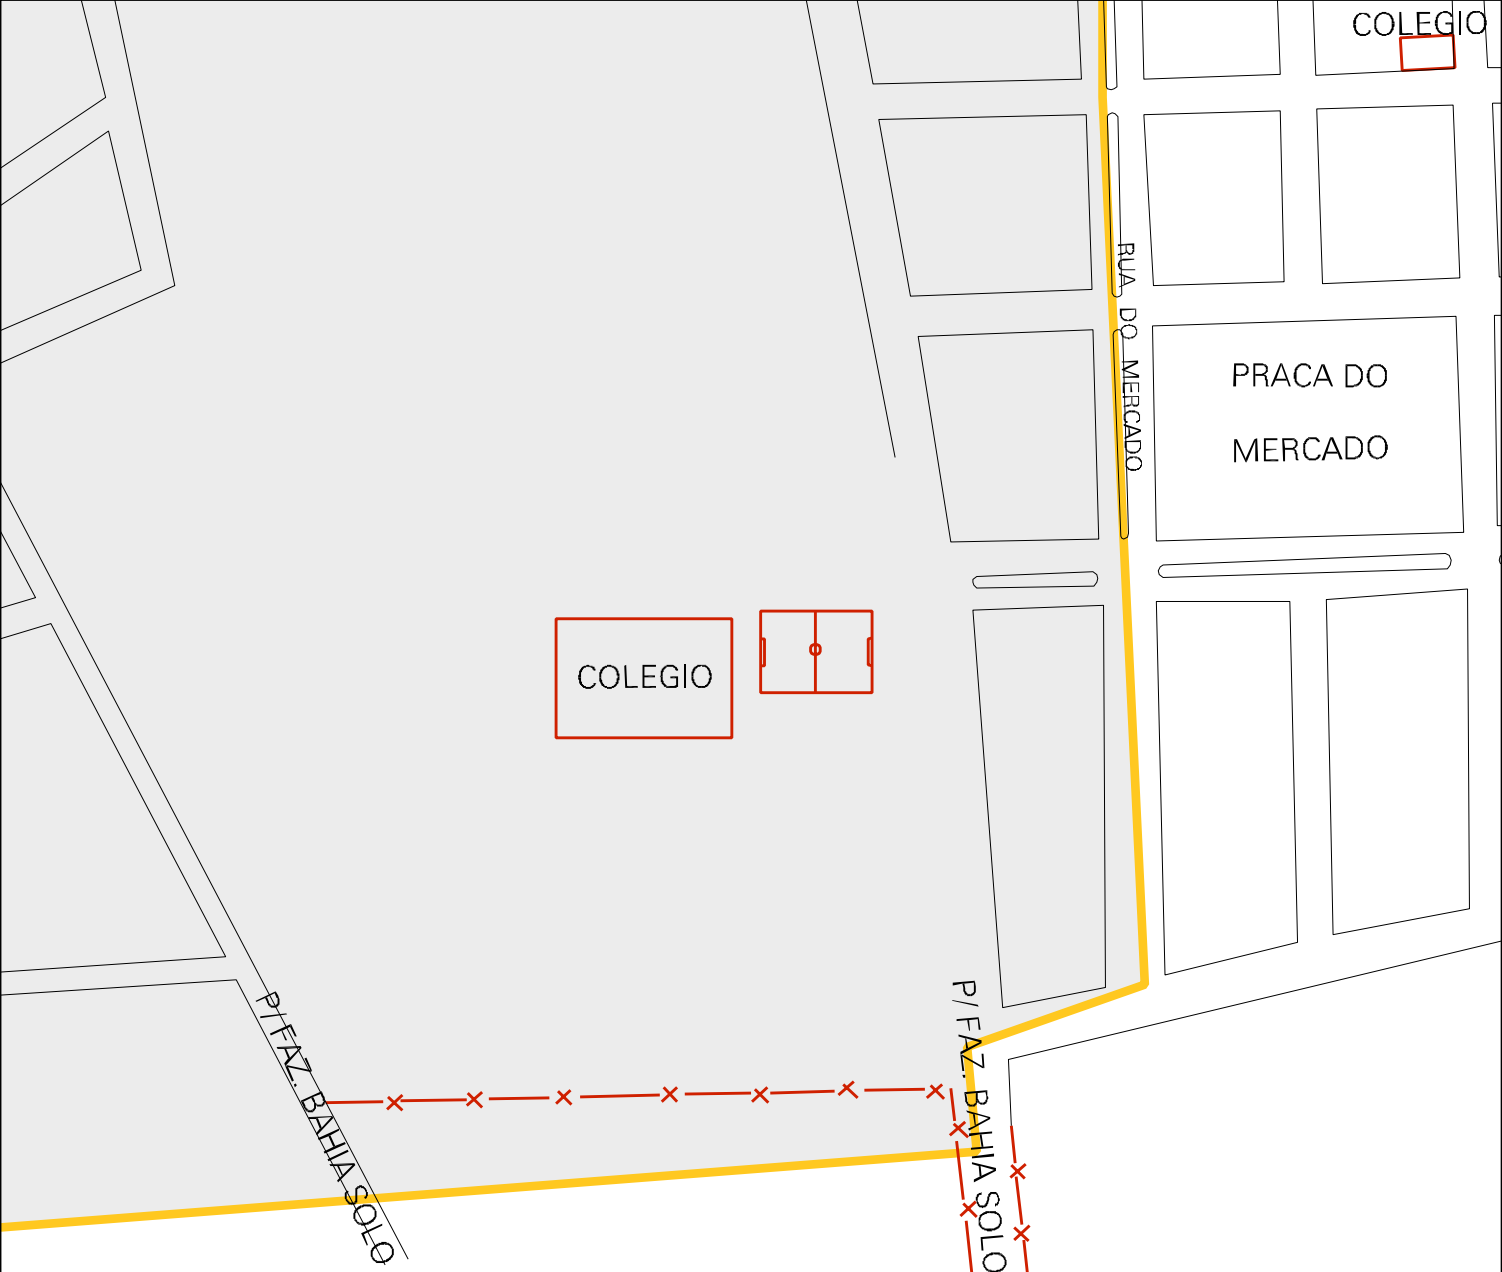 COLEGIO
RUA DO MERCADO
PRACA DO
MERCADO
COLEGIO
P/ FAZ. BAHIA SOLO
P/ FAZ. BAHIA SOLO